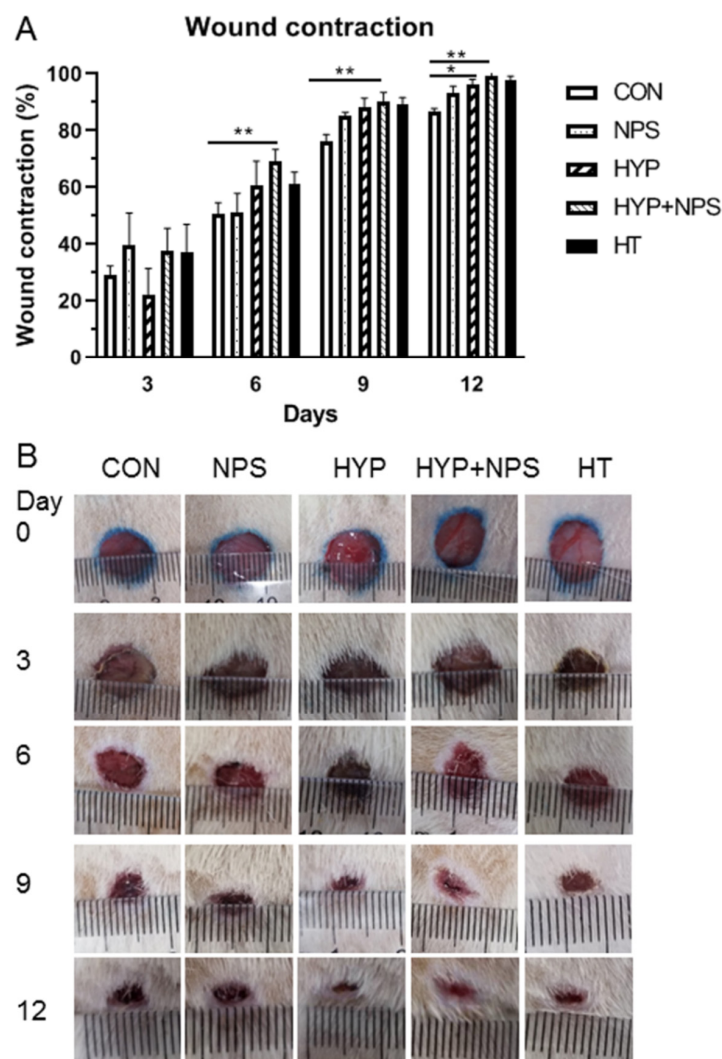 A
Wound contraction
**
*
**
**
**
Wound contraction (%)
100
80
60
40
20
0
3 6 9 12
Days
CON
NPS
HYP
HYP+NPS
HT
B
CON NPS HYP HYP+NPS HT
Day
0
3
6
9
12